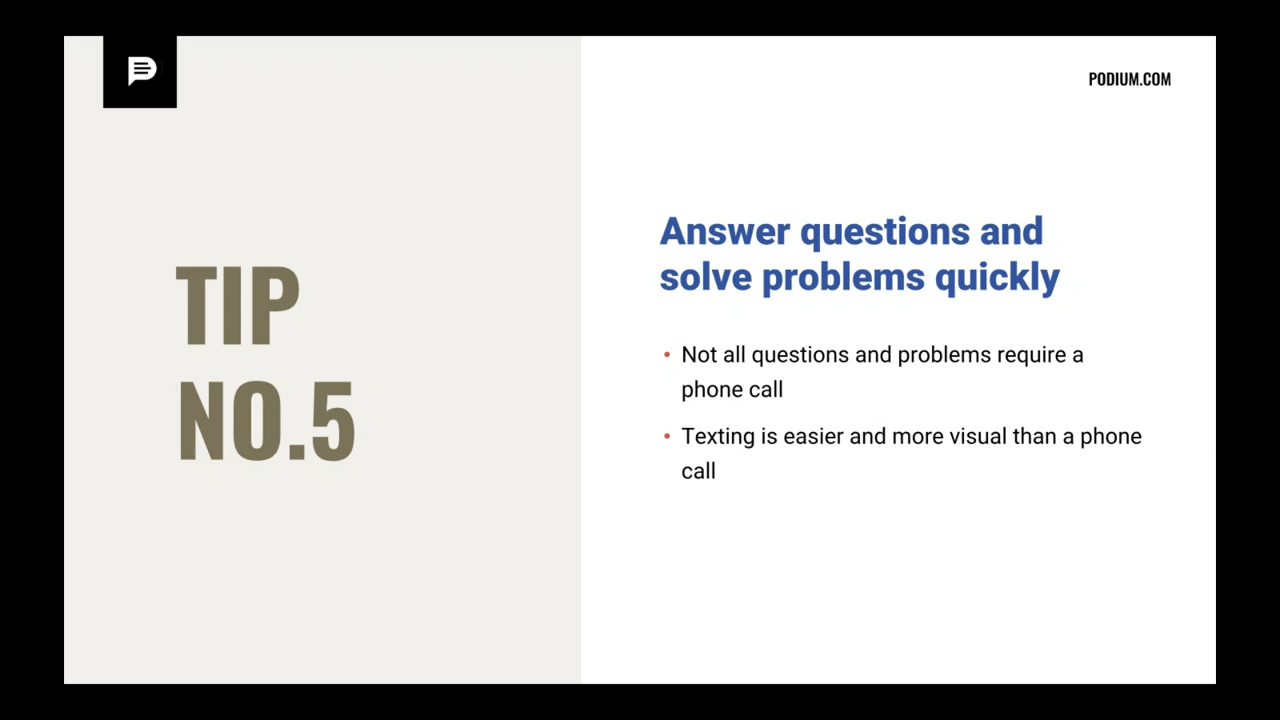 PODIUM.COM
TIP
NO.5
Answer questions and
solve problems quickly
• Not all questions and problems require a
phone call
• Texting is easier and more visual than a phone
call